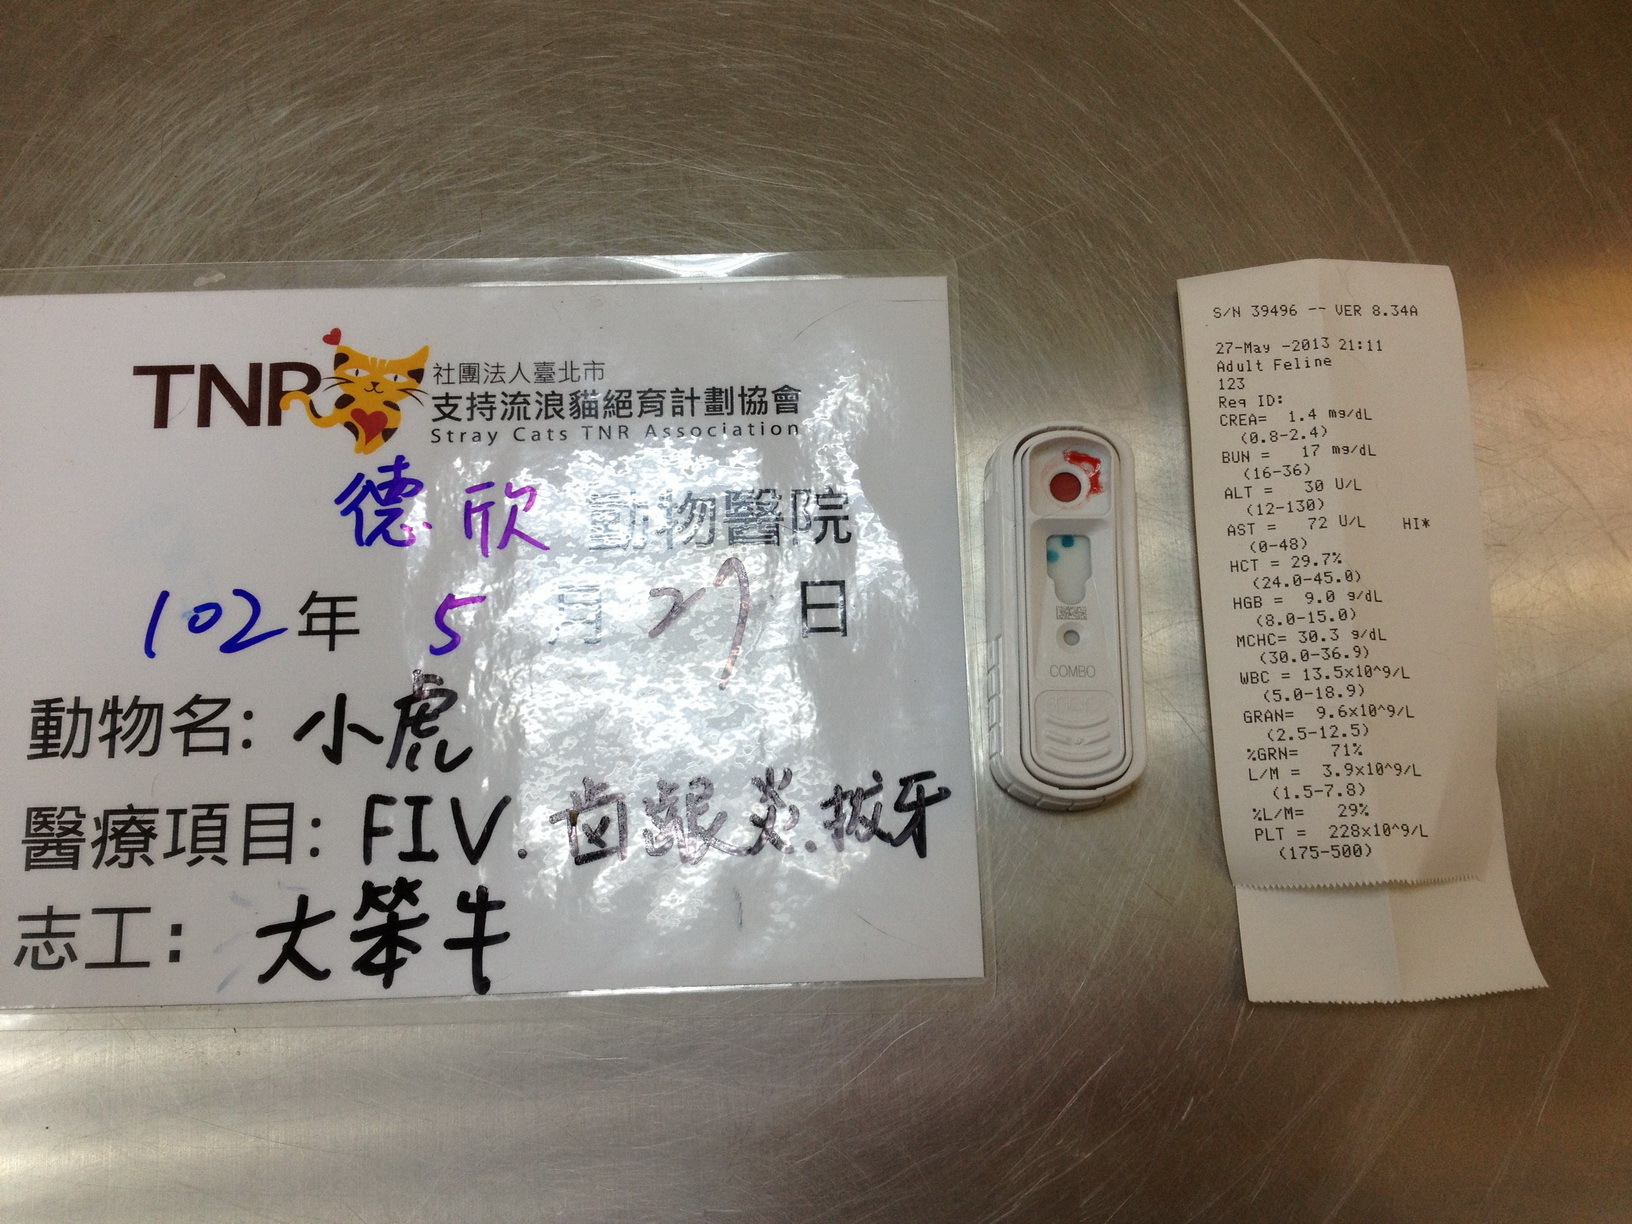 TNR
社團法人臺北市
支持流浪貓絕育計劃協會
Stray Cats TNR Association
德欣動物醫院
102年5月27日
動物名: 小虎
醫療項目: FIV. 齒齦炎.拔牙
志工: 大笨牛
COMBO
S/N 39496 -- VER 8.34A
27-May -2013 21:11
Adult Feline
123
Req ID:
CREA= 1.4 mg/dL
(0.8-2.4)
BUN = 17 mg/dL
(16-36)
ALT = 30 U/L
(12-130)
AST = 72 U/L HI*
(0-48)
HCT = 29.7%
(24.0-45.0)
HGB = 9.0 g/dL
(8.0-15.0)
MCHC= 30.3 g/dL
(30.0-36.9)
WBC = 13.5x10^9/L
(5.0-18.9)
GRAN= 9.6x10^9/L
(2.5-12.5)
%GRN= 71%
L/M = 3.9x10^9/L
(1.5-7.8)
%L/M= 29%
PLT = 228x10^9/L
(175-500)